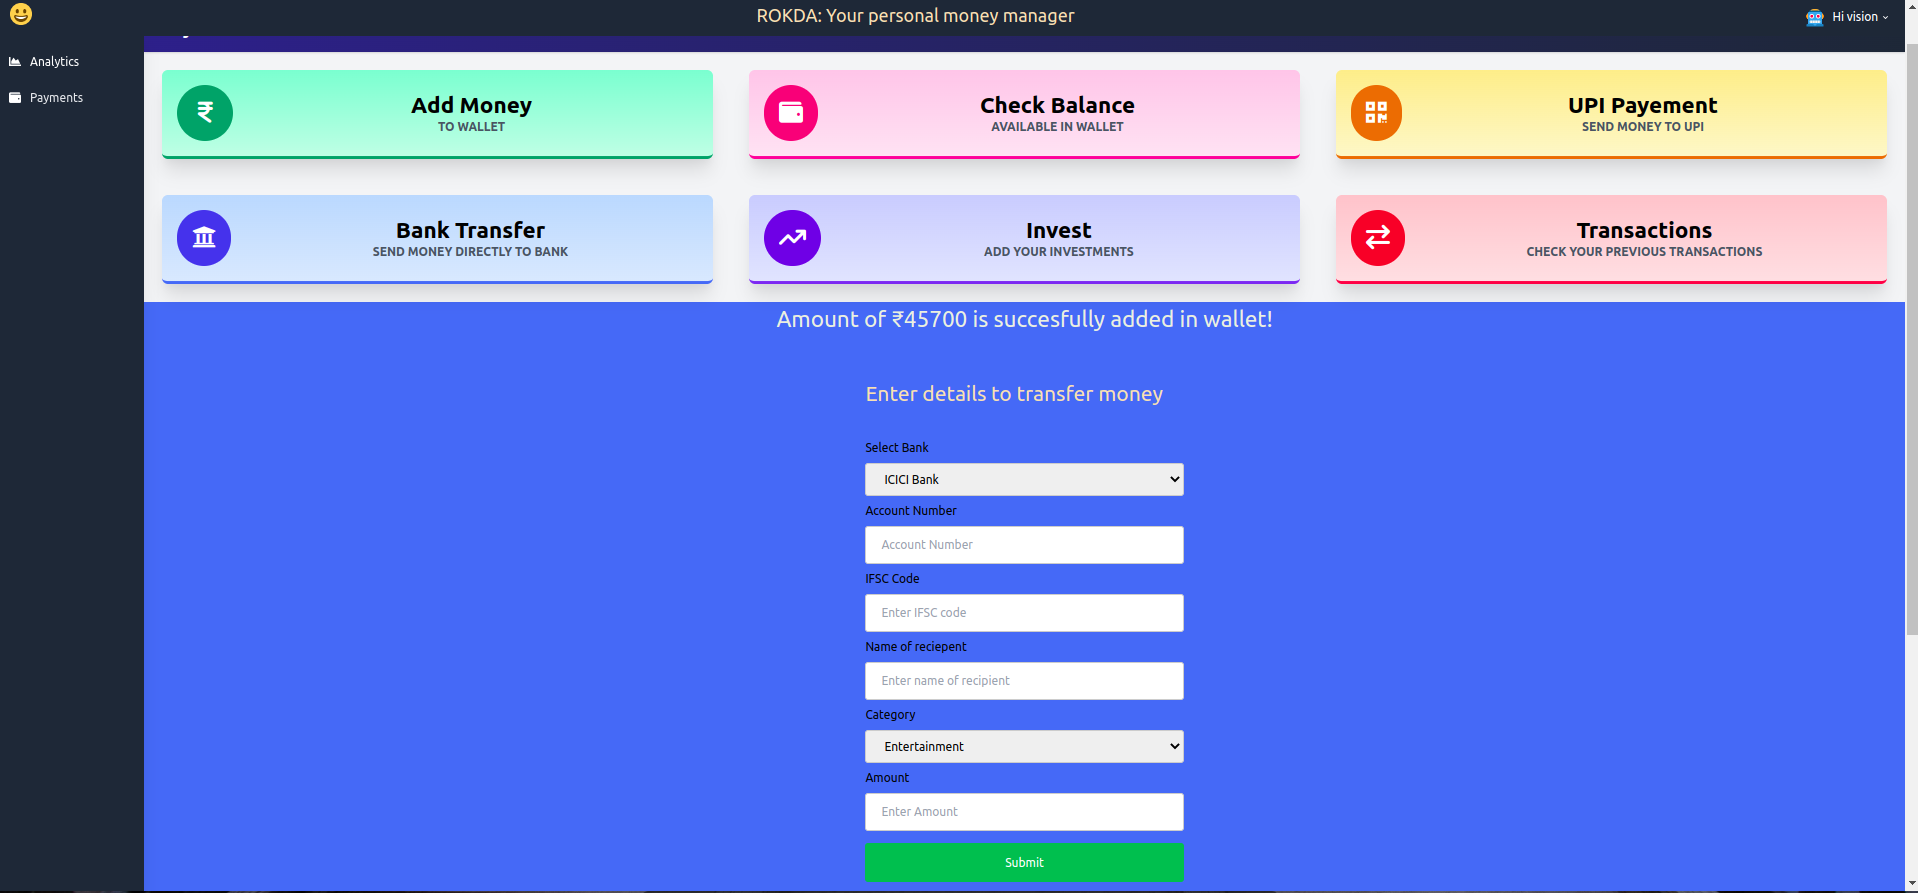 ROKDA: Your personal money manager
Hi vision
Analytics
Payments
Add Money
TO WALLET
Check Balance
AVAILABLE IN WALLET
UPI Payement
SEND MONEY TO UPI
Bank Transfer
SEND MONEY DIRECTLY TO BANK
Invest
ADD YOUR INVESTMENTS
Transactions
CHECK YOUR PREVIOUS TRANSACTIONS
Amount of ₹45700 is succesfully added in wallet!
Enter details to transfer money
Select Bank
ICICI Bank
Account Number
Account Number
IFSC Code
Enter IFSC code
Name of reciepent
Enter name of recipient
Category
Entertainment
Amount
Enter Amount
Submit